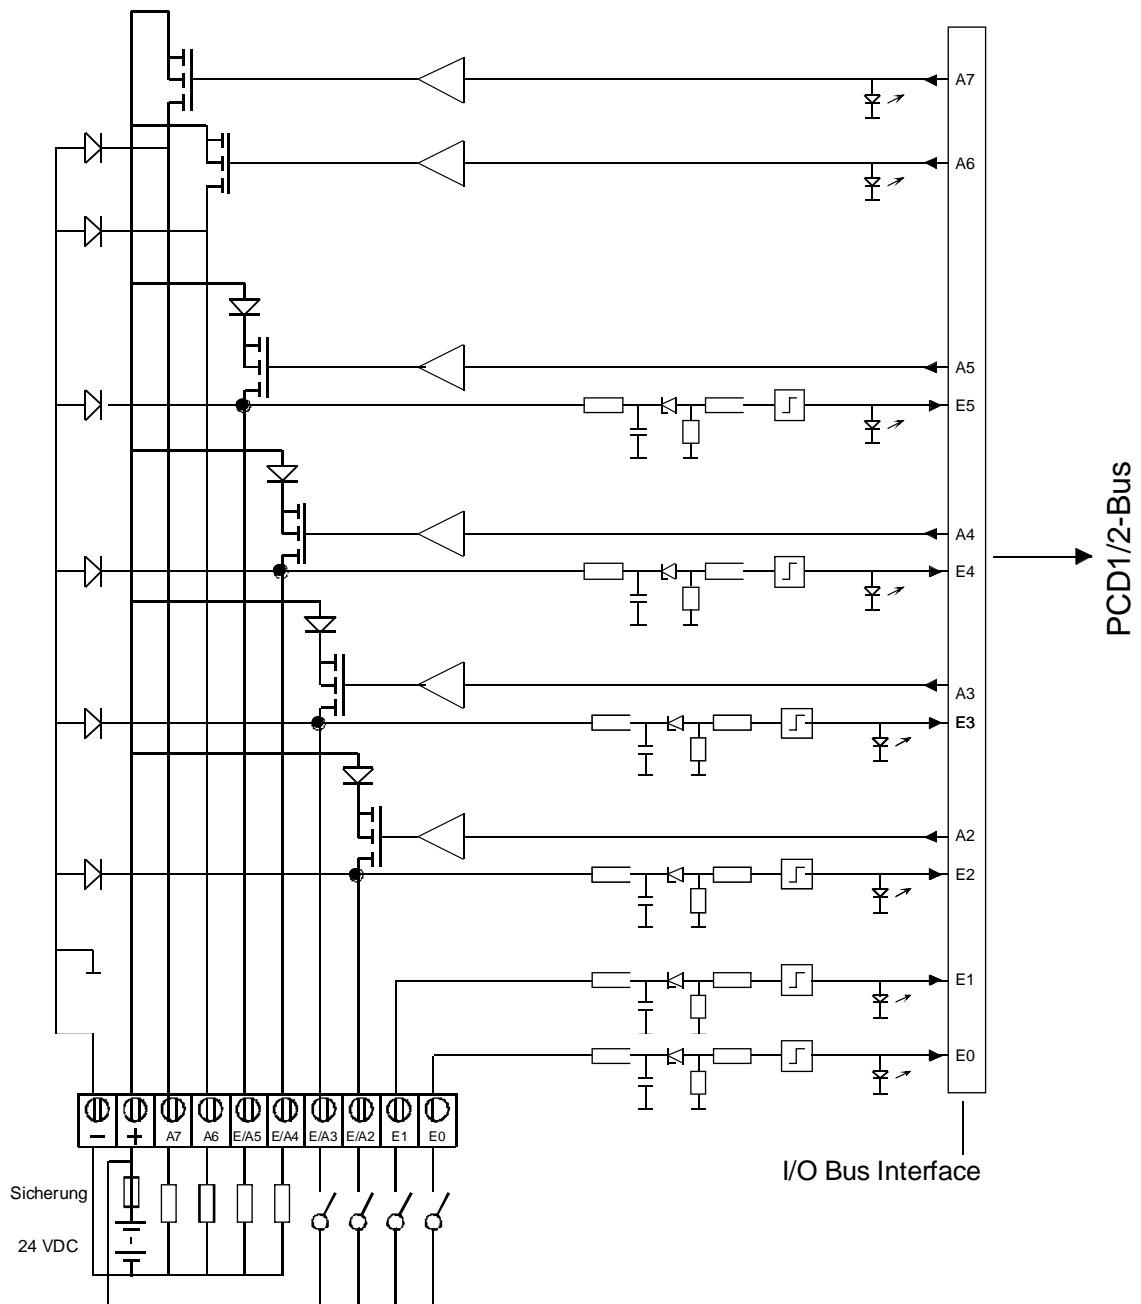 A7
A6
A5
E5
A4
E4
PCD1/2-Bus
A3
E3
A2
E2
E1
E0
− + A7 A6 E/A5 E/A4 E/A3 E/A2 E1 E0
I/O Bus Interface
Sicherung
24 VDC